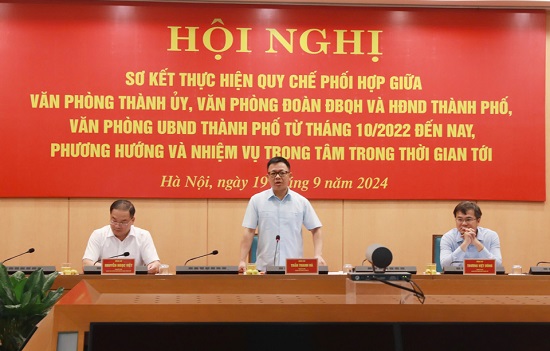 HỘI NGHỊ
SƠ KẾT THỰC HIỆN QUY CHẾ PHỐI HỢP GIỮA
VĂN PHÒNG THÀNH ỦY, VĂN PHÒNG ĐOÀN ĐBQH VÀ HĐND THÀNH PHỐ,
VĂN PHÒNG UBND THÀNH PHỐ TỪ THÁNG 10/2022 ĐẾN NAY,
PHƯƠNG HƯỚNG VÀ NHIỆM VỤ TRỌNG TÂM TRONG THỜI GIAN TỚI
Hà Nội, ngày 19 9 năm 2024